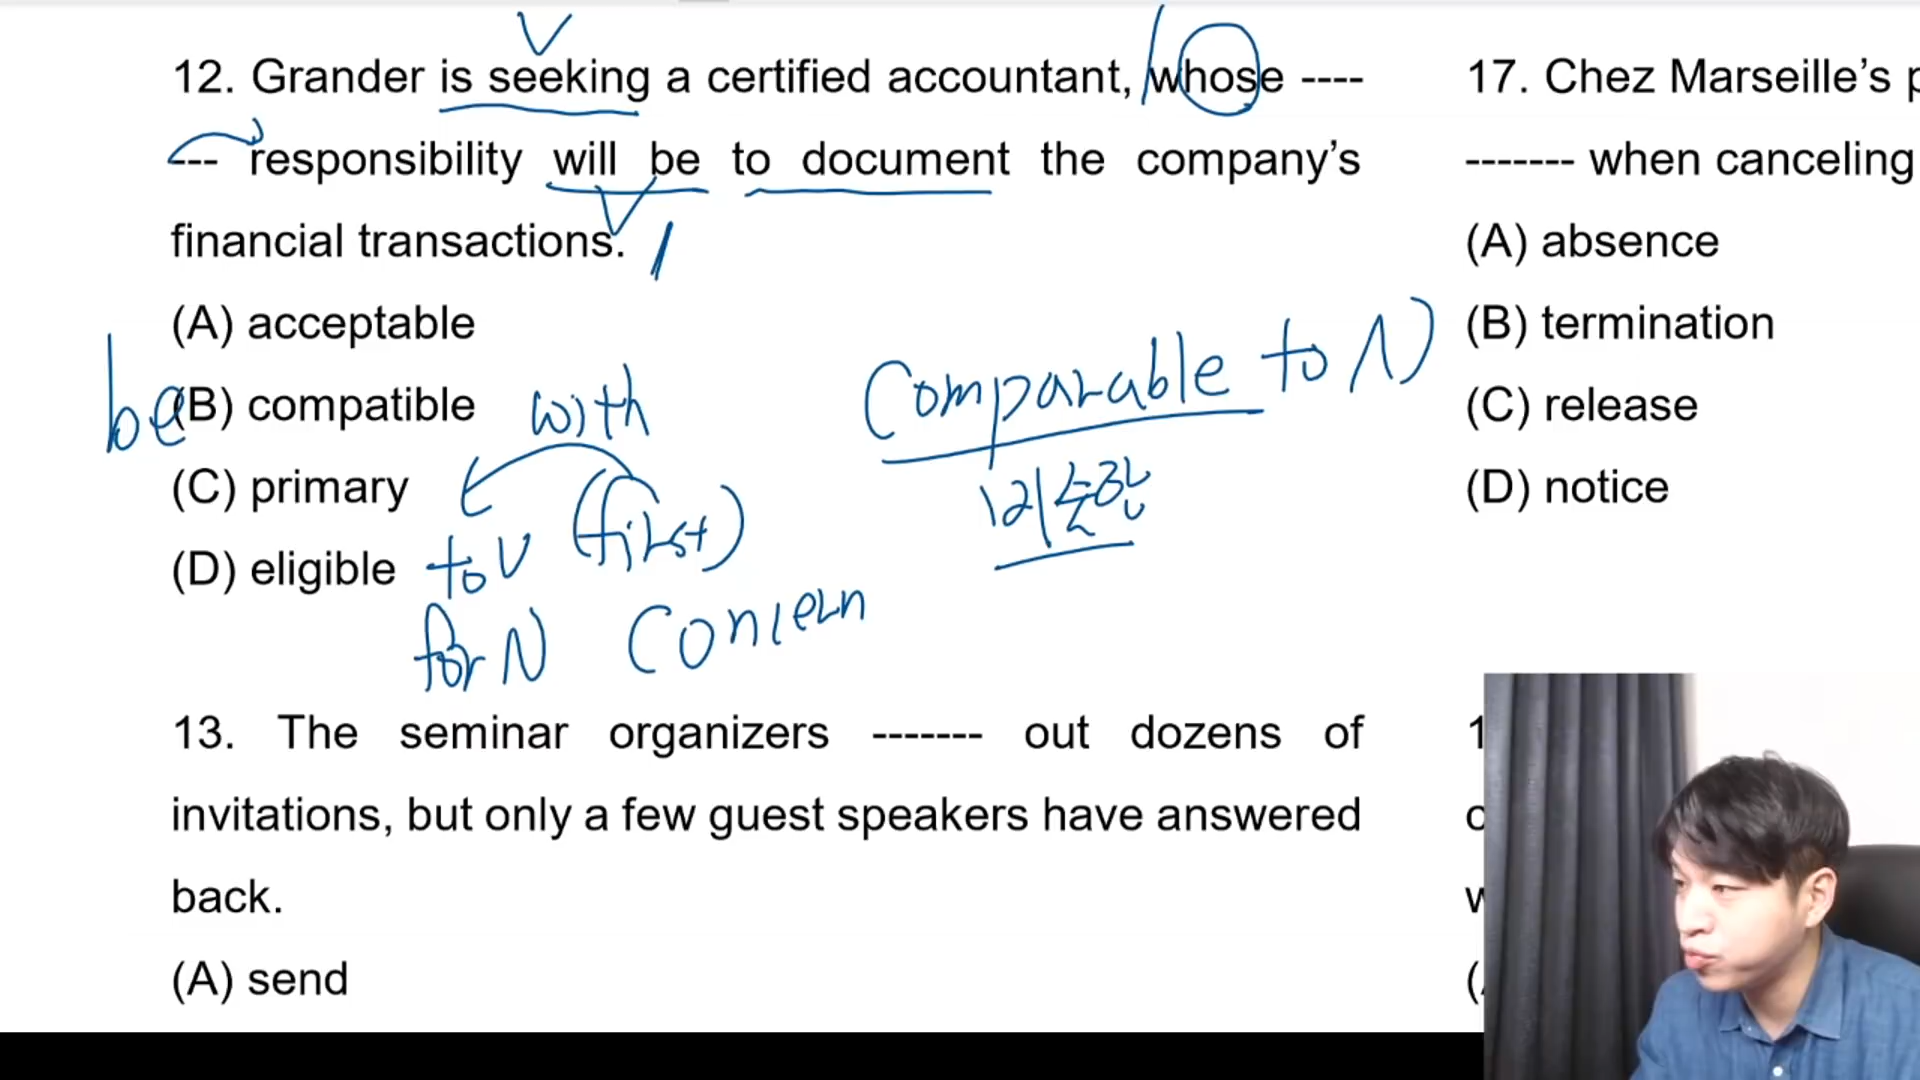 12. Grander is seeking a certified accountant, whose ----
--- responsibility will be to document the company's
financial transactions.
(A) acceptable
be (B) compatible with
(C) primary (first)
(D) eligible to V
for N concern
comparable to N
비슷한
13. The seminar organizers ------- out dozens of
invitations, but only a few guest speakers have answered
back.
(A) send
17. Chez Marseille's p
------- when canceling
(A) absence
(B) termination
(C) release
(D) notice
1